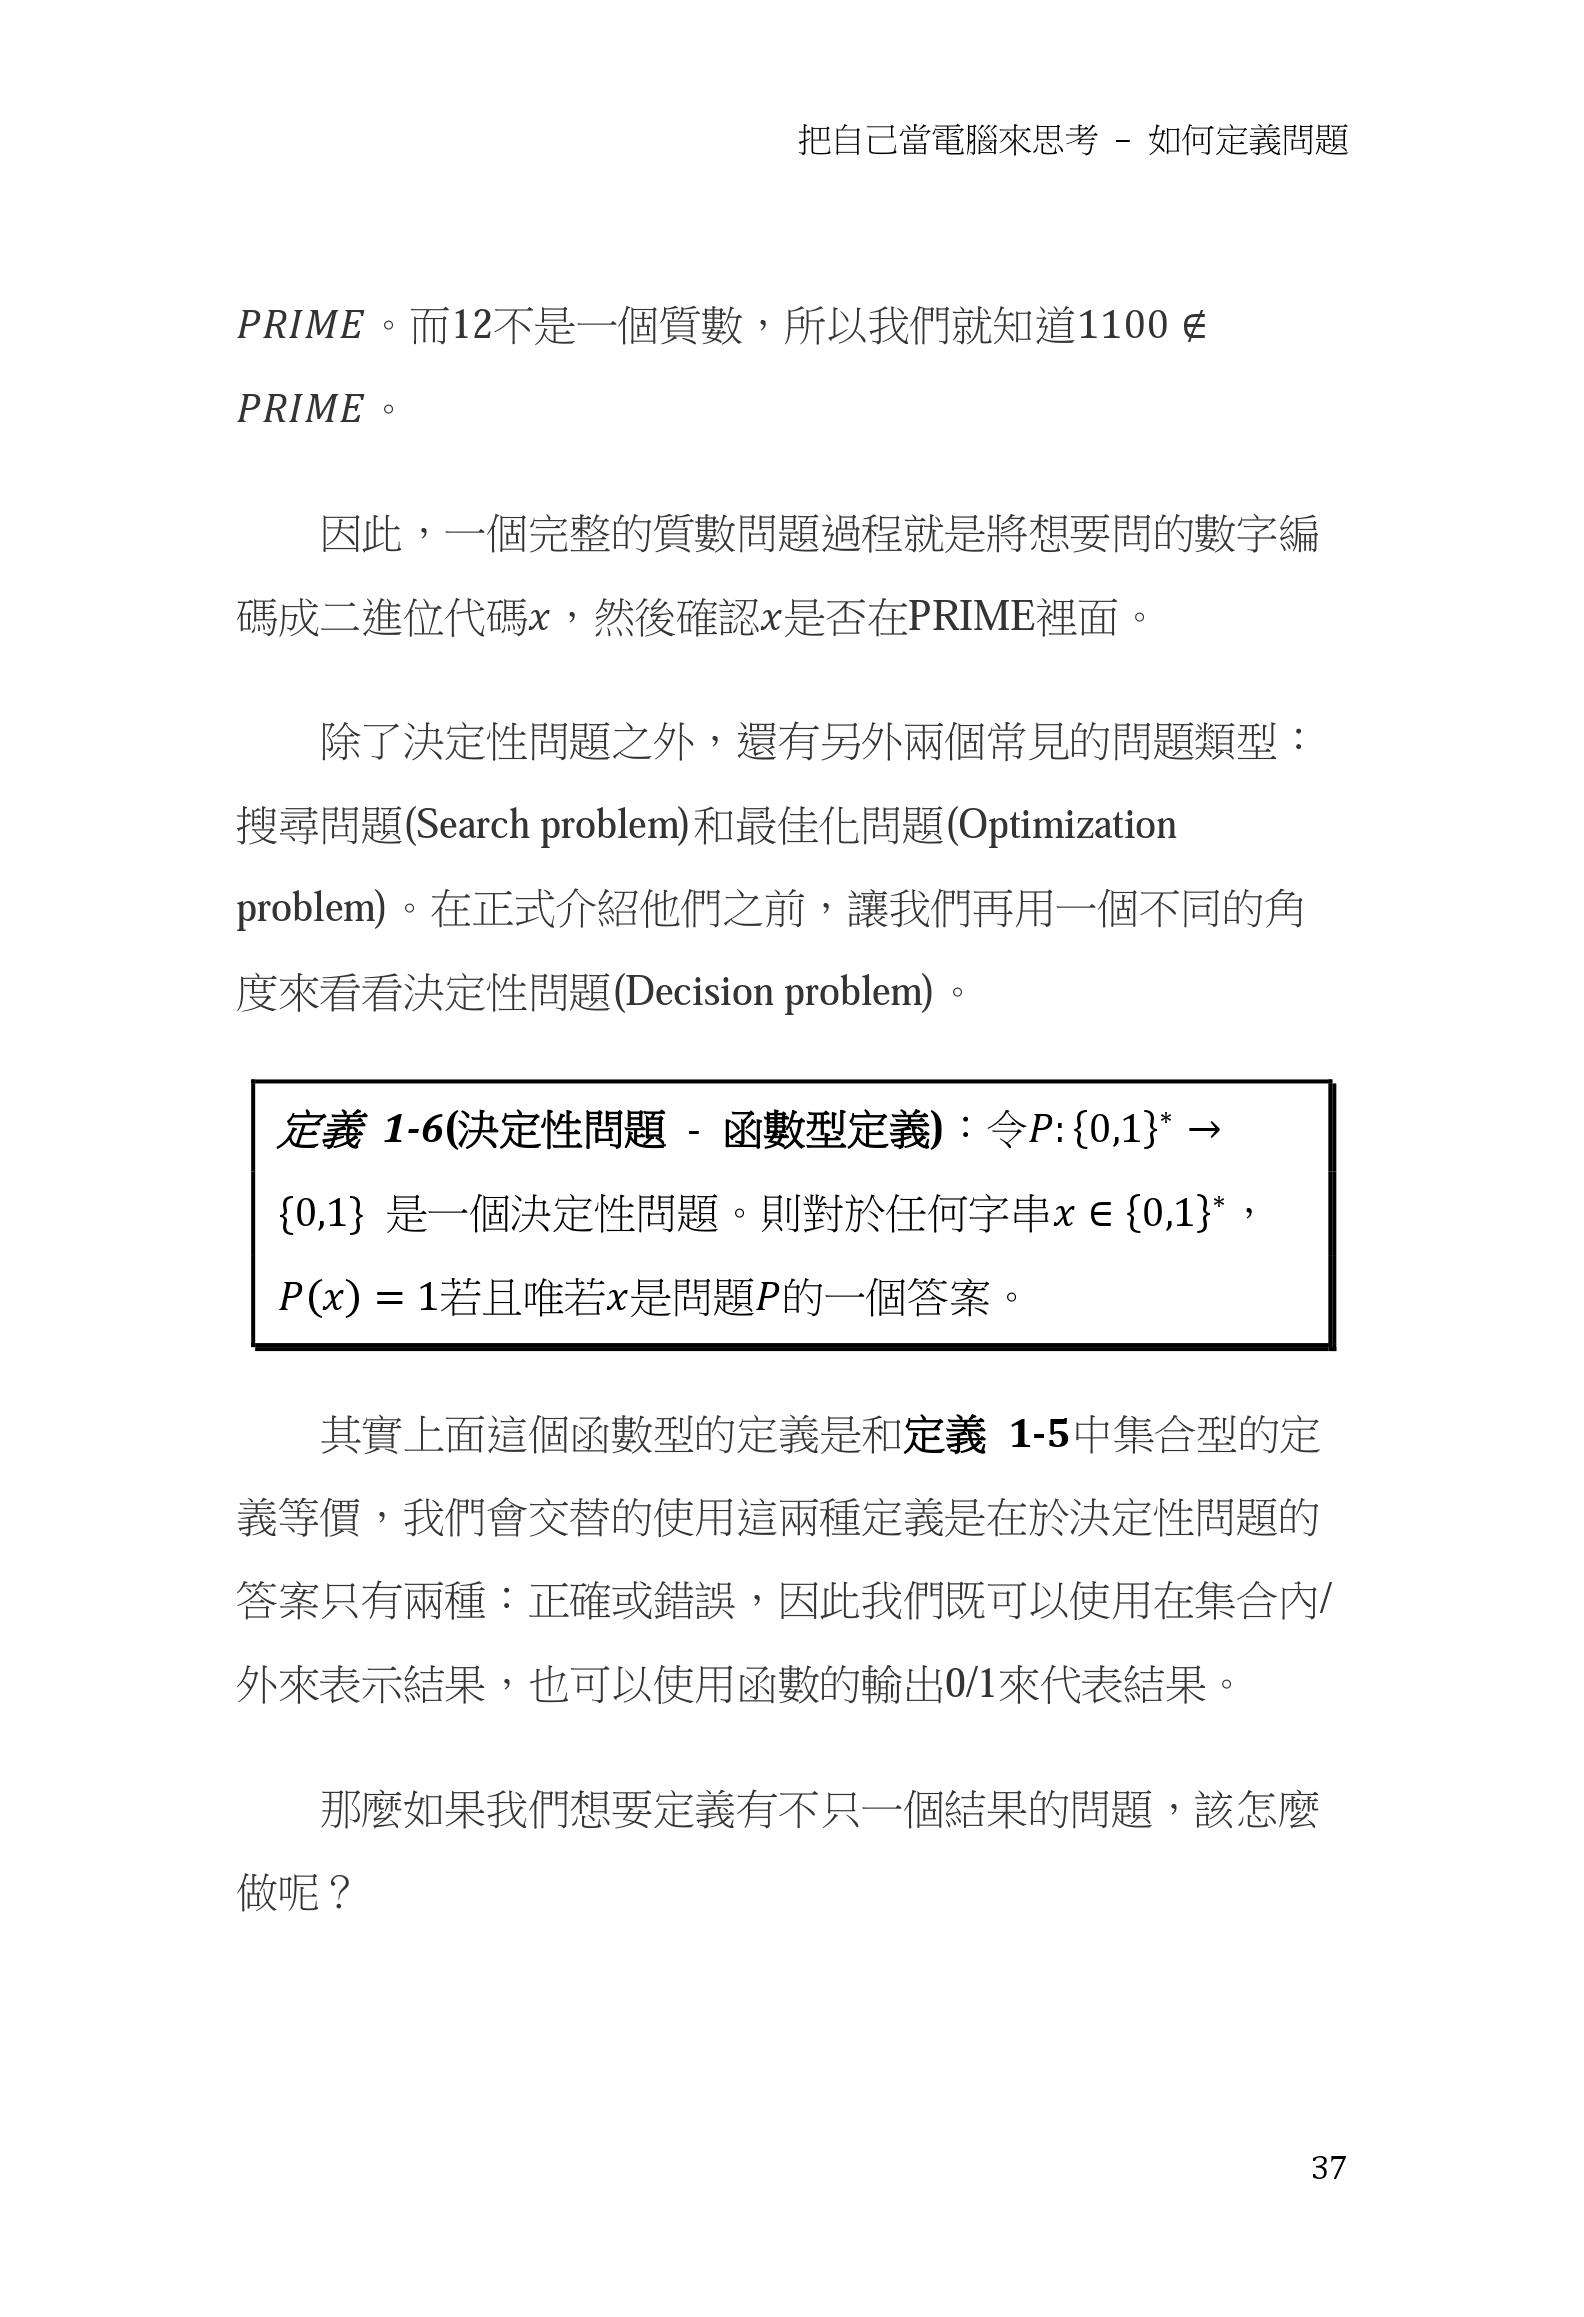 把自己當電腦來思考 – 如何定義問題
PRIME。而12不是一個質數，所以我們就知道1100 ∉
PRIME。
因此，一個完整的質數問題過程就是將想要問的數字編
碼成二進位代碼x，然後確認x是否在PRIME裡面。
除了決定性問題之外，還有另外兩個常見的問題類型：
搜尋問題(Search problem)和最佳化問題(Optimization
problem)。在正式介紹他們之前，讓我們再用一個不同的角
度來看看決定性問題(Decision problem)。
定義 1-6(決定性問題 - 函數型定義)：令P: {0,1}* →
{0,1} 是一個決定性問題。則對於任何字串x ∈ {0,1}*，
P(x) = 1若且唯若x是問題P的一個答案。
其實上面這個函數型的定義是和定義 1-5中集合型的定
義等價，我們會交替的使用這兩種定義是在於決定性問題的
答案只有兩種：正確或錯誤，因此我們既可以使用在集合內/
外來表示結果，也可以使用函數的輸出0/1來代表結果。
那麼如果我們想要定義有不只一個結果的問題，該怎麼
做呢？
37